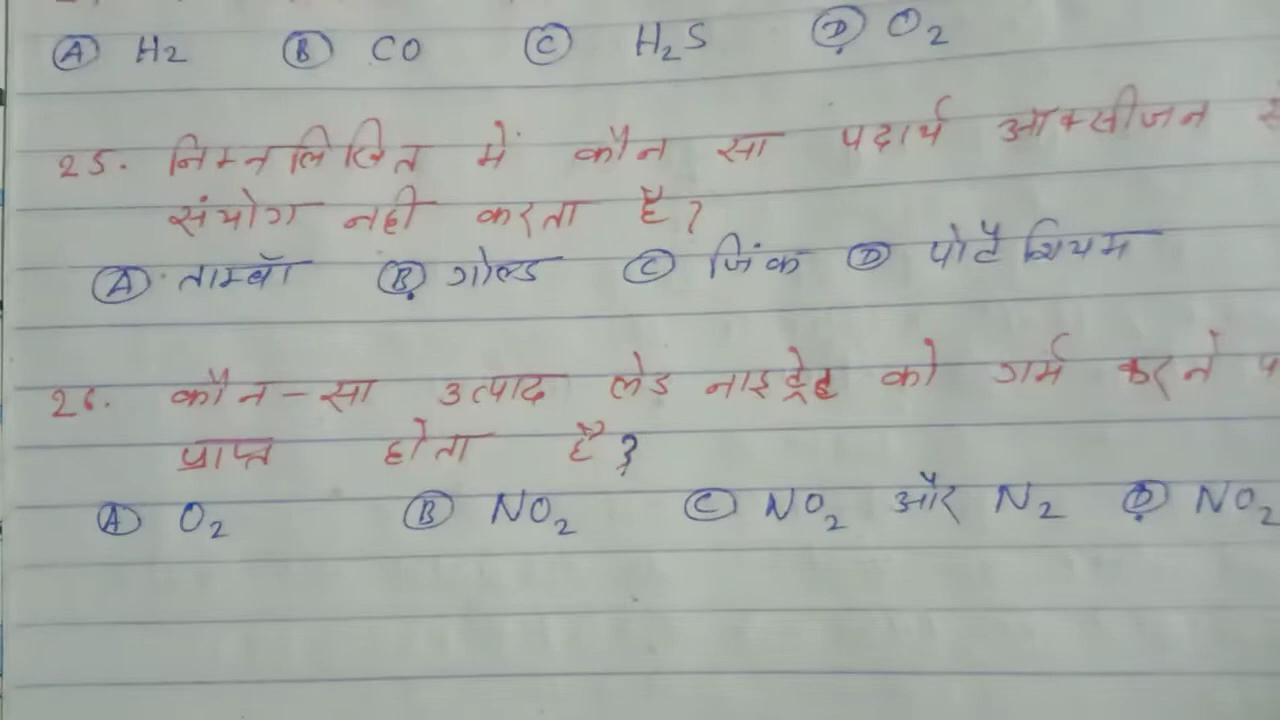 Ⓐ H2 Ⓑ CO Ⓒ H₂S Ⓓ O₂
25. निम्नलिखित में कौन सा पदार्थ आक्सीजन
संयोग नही करता है?
Ⓐ ताम्बॉ Ⓑ गोल्ड Ⓒ जिंक Ⓓ पोटैशियम
26. कौन-सा उत्पाद लेड नाइट्रेट को गर्म करने
प्राप्त होता है?
Ⓐ O₂ Ⓑ NO₂ Ⓒ NO₂ और N₂ Ⓓ NO₂